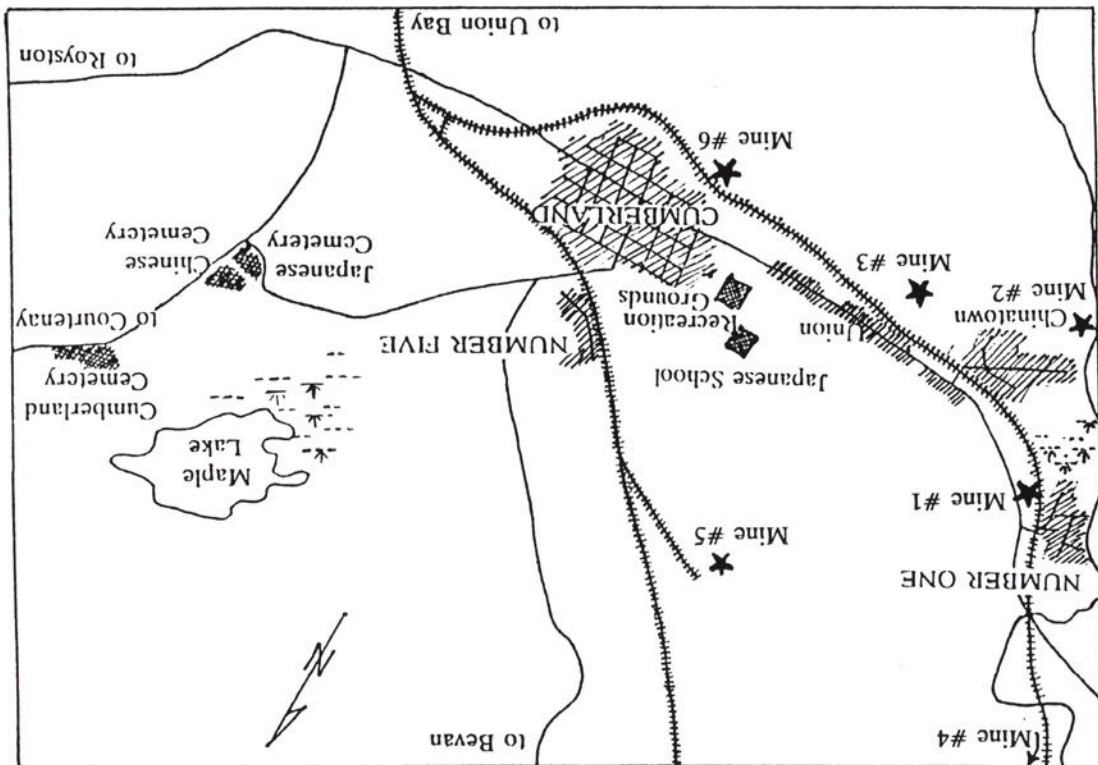 Mine #4
to Bevan
N
NUMBER ONE
Mine #5
Mine #1
Maple
Lake
Cumberland
Cemetery
Japanese School
NUMBER FIVE
Recreation
Grounds
Union
Chinatown
Mine #2
Mine #3
to Courtenay
Japanese
Cemetery
Chinese
Cemetery
CUMBERLAND
Mine #6
to Royston
to Union Bay